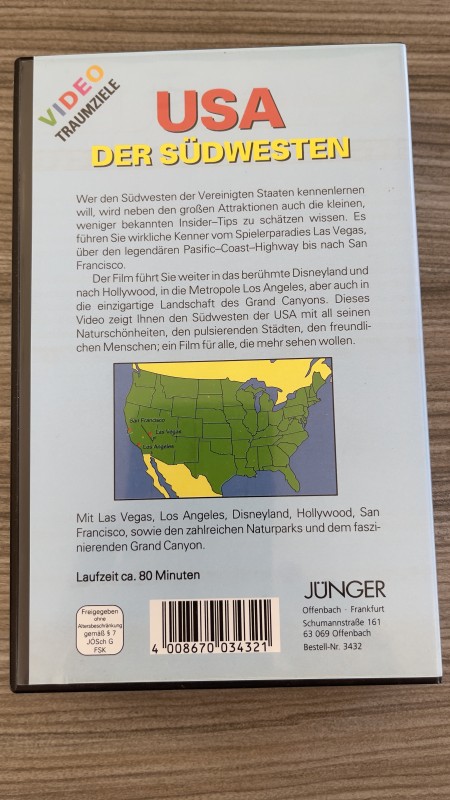 VIDEO
TRAUMZIELE
USA
DER SÜDWESTEN
Wer den Südwesten der Vereinigten Staaten kennenlernen
will, wird neben den großen Attraktionen auch die kleinen,
weniger bekannten Insider–Tips zu schätzen wissen. Es
führen Sie wirkliche Kenner vom Spielerparadies Las Vegas,
über den legendären Pasific–Coast–Highway bis nach San
Francisco.
Der Film führt Sie weiter in das berühmte Disneyland und
nach Hollywood, in die Metropole Los Angeles, aber auch in
die einzigartige Landschaft des Grand Canyons. Dieses
Video zeigt Ihnen den Südwesten der USA mit all seinen
Naturschönheiten, den pulsierenden Städten, den freundli-
chen Menschen; ein Film für alle, die mehr sehen wollen.
San Francisco
Las Vegas
Los Angeles
Mit Las Vegas, Los Angeles, Disneyland, Hollywood, San
Francisco, sowie den zahlreichen Naturparks und dem faszi-
nierenden Grand Canyon.
Laufzeit ca. 80 Minuten
Freigegeben
ohne
Altersbeschränkung
gemäß § 7
JÖSch G
FSK
4 008670 034321
JÜNGER
Offenbach · Frankfurt
Schumannstraße 161
63 069 Offenbach
Bestell-Nr. 3432